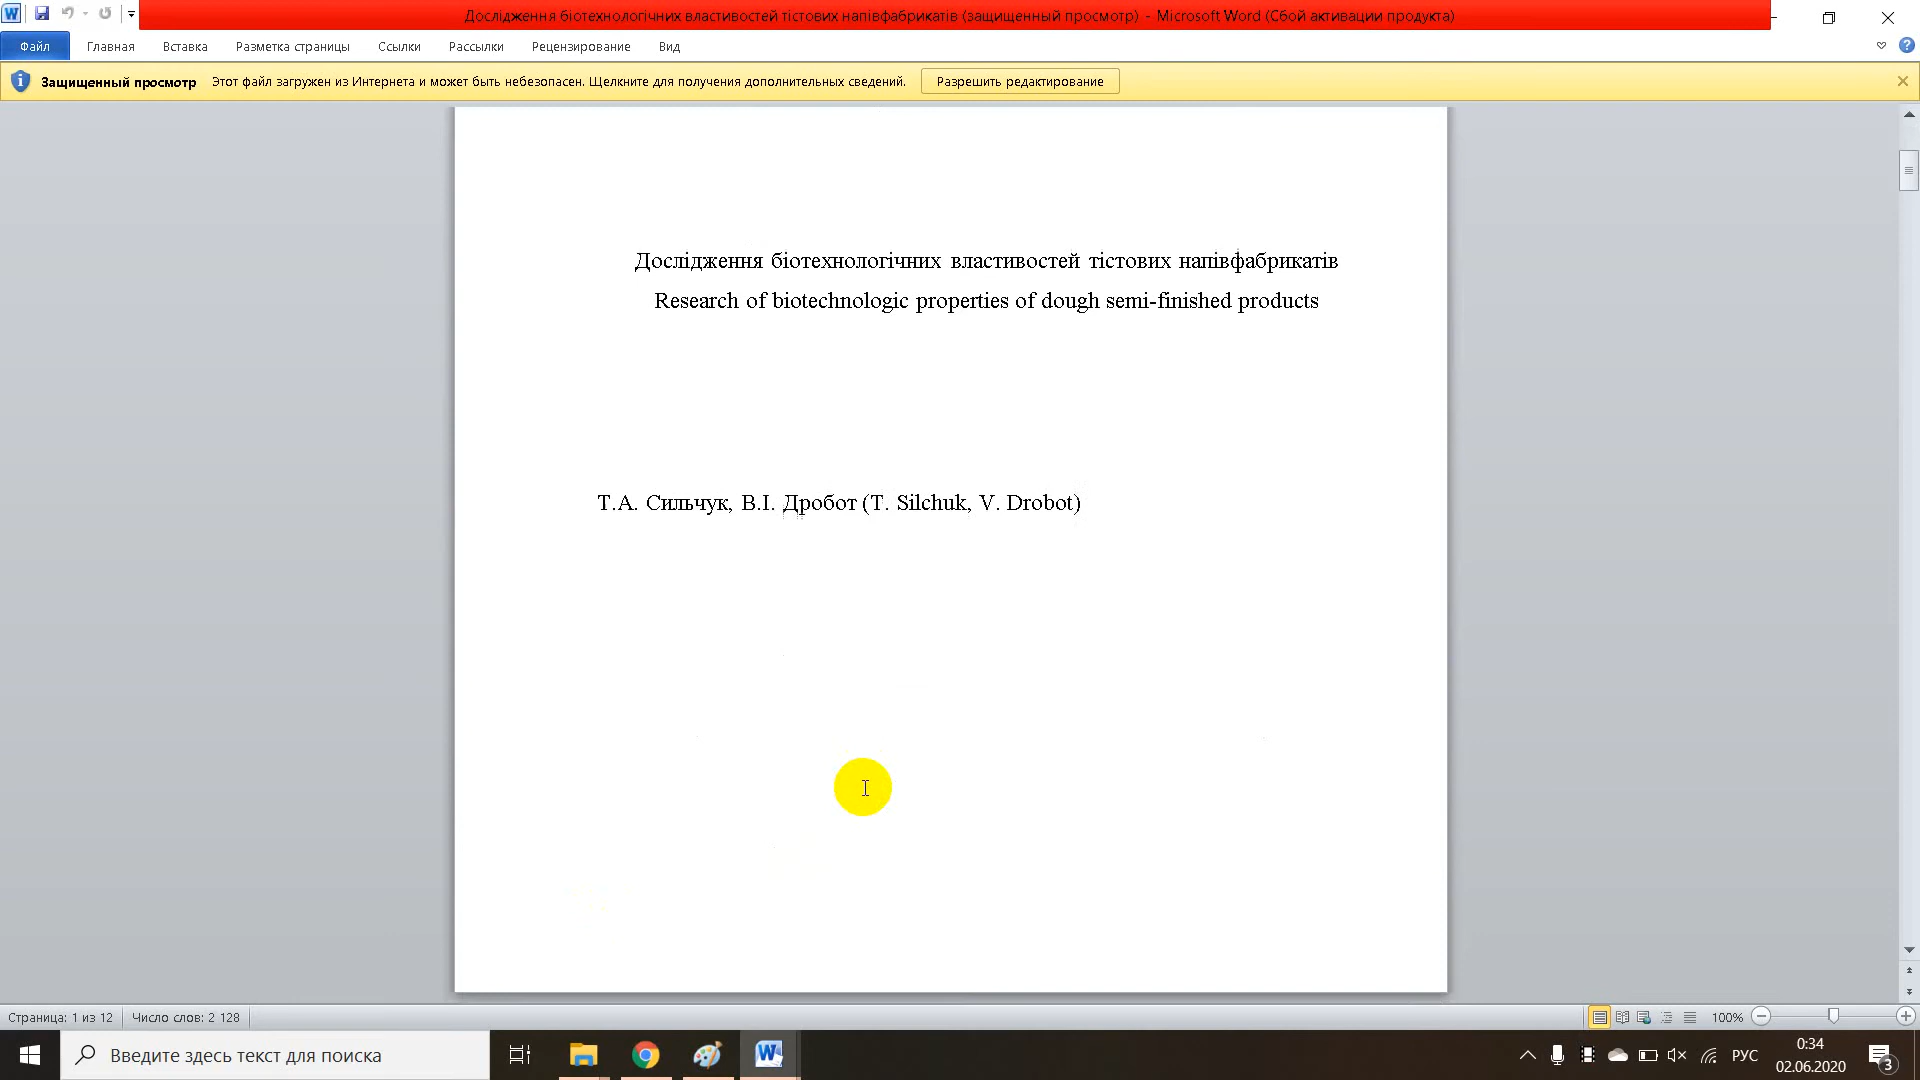 Дослідження біотехнологічних властивостей тістових напівфабрикатів (защищенный просмотр) - Microsoft Word (Сбой активации продукта)
Файл Главная Вставка Разметка страницы Ссылки Рассылки Рецензирование Вид
Защищенный просмотр Этот файл загружен из Интернета и может быть небезопасен. Щелкните для получения дополнительных сведений. Разрешить редактирование
Дослідження біотехнологічних властивостей тістових напівфабрикатів
Research of biotechnologic properties of dough semi-finished products
Т.А. Сильчук, В.І. Дробот (T. Silchuk, V. Drobot)
Страница: 1 из 12 Число слов: 2 128 100%
Введите здесь текст для поиска РУС 0:34
02.06.2020 3